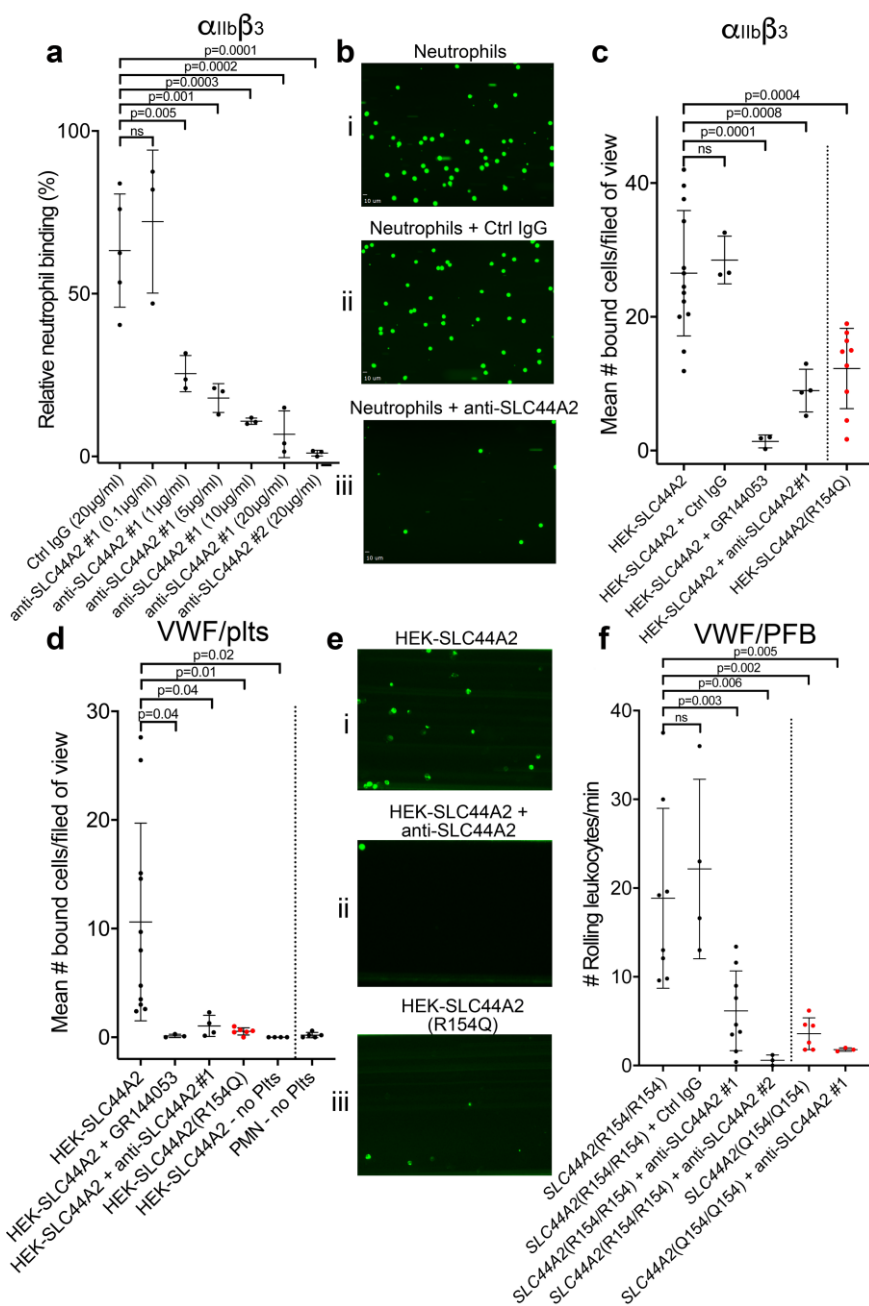 a
αIIbβ3
p=0.0001
p=0.0002
p=0.0003
p=0.001
p=0.005
ns
Relative neutrophil binding (%)
100
50
0
Ctrl IgG (20µg/ml)
anti-SLC44A2 #1 (0.1µg/ml)
anti-SLC44A2 #1 (1µg/ml)
anti-SLC44A2 #1 (5µg/ml)
anti-SLC44A2 #1 (10µg/ml)
anti-SLC44A2 #1 (20µg/ml)
anti-SLC44A2 #2 (20µg/ml)
b
Neutrophils
i
10 um
Neutrophils + Ctrl IgG
ii
10 um
Neutrophils + anti-SLC44A2
iii
10 um
c
αIIbβ3
p=0.0004
p=0.0008
p=0.0001
ns
Mean # bound cells/filed of view
40
20
0
HEK-SLC44A2
HEK-SLC44A2 + Ctrl IgG
HEK-SLC44A2 + GR144053
HEK-SLC44A2 + anti-SLC44A2#1
HEK-SLC44A2(R154Q)
d
VWF/plts
p=0.02
p=0.01
p=0.04
p=0.04
Mean # bound cells/filed of view
30
20
10
0
HEK-SLC44A2
HEK-SLC44A2 + GR144053
HEK-SLC44A2 + anti-SLC44A2 #1
HEK-SLC44A2(R154Q)
HEK-SLC44A2 - no Plts
PMN - no Plts
e
HEK-SLC44A2
i
HEK-SLC44A2 +
anti-SLC44A2
ii
HEK-SLC44A2
(R154Q)
iii
f
VWF/PFB
p=0.005
p=0.002
p=0.006
p=0.003
ns
# Rolling leukocytes/min
40
30
20
10
0
SLC44A2(R154/R154)
SLC44A2(R154/R154) + Ctrl IgG
SLC44A2(R154/R154) + anti-SLC44A2 #1
SLC44A2(R154/R154) + anti-SLC44A2 #2
SLC44A2(Q154/Q154)
SLC44A2(Q154/Q154) + anti-SLC44A2 #1